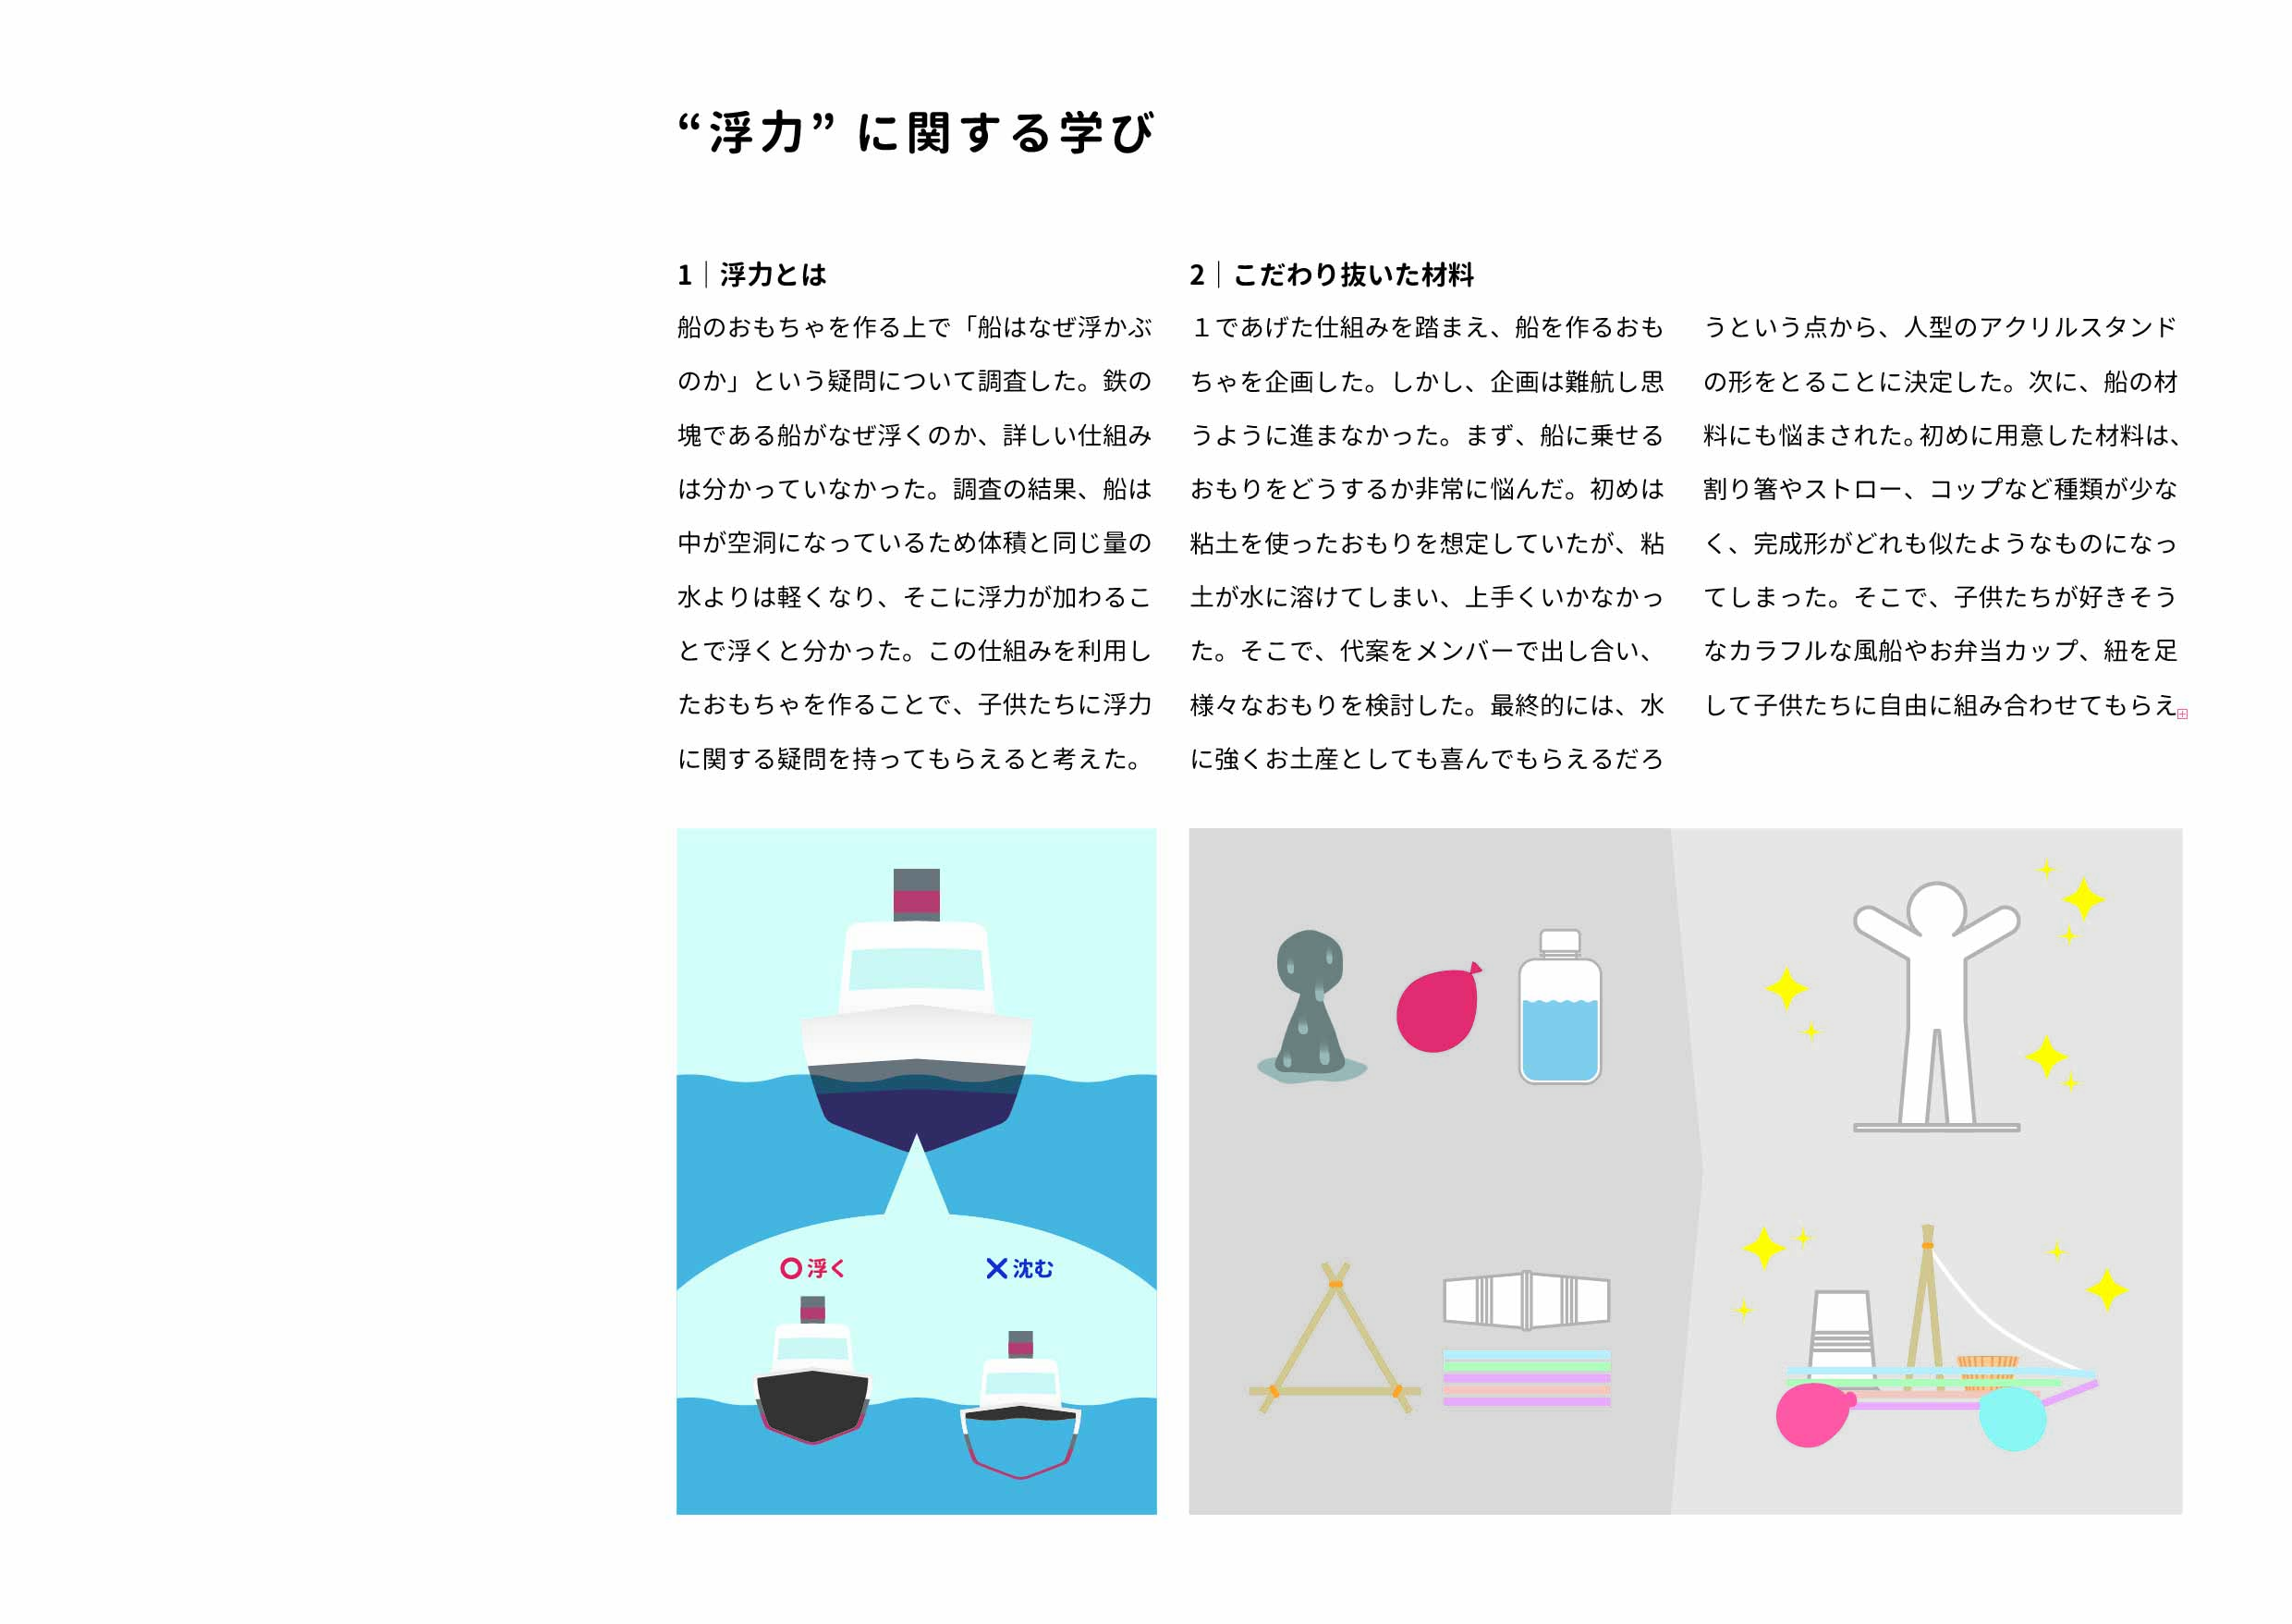 “浮力” に関する学び
1｜浮力とは
船のおもちゃを作る上で「船はなぜ浮かぶ
のか」という疑問について調査した。鉄の
塊である船がなぜ浮くのか、詳しい仕組み
は分かっていなかった。調査の結果、船は
中が空洞になっているため体積と同じ量の
水よりは軽くなり、そこに浮力が加わるこ
とで浮くと分かった。この仕組みを利用し
たおもちゃを作ることで、子供たちに浮力
に関する疑問を持ってもらえると考えた。
2｜こだわり抜いた材料
１であげた仕組みを踏まえ、船を作るおも
ちゃを企画した。しかし、企画は難航し思
うように進まなかった。まず、船に乗せる
おもりをどうするか非常に悩んだ。初めは
粘土を使ったおもりを想定していたが、粘
土が水に溶けてしまい、上手くいかなかっ
た。そこで、代案をメンバーで出し合い、
様々なおもりを検討した。最終的には、水
に強くお土産としても喜んでもらえるだろ
うという点から、人型のアクリルスタンド
の形をとることに決定した。次に、船の材
料にも悩まされた。初めに用意した材料は、
割り箸やストロー、コップなど種類が少な
く、完成形がどれも似たようなものになっ
てしまった。そこで、子供たちが好きそう
なカラフルな風船やお弁当カップ、紐を足
して子供たちに自由に組み合わせてもらえ
浮く
沈む